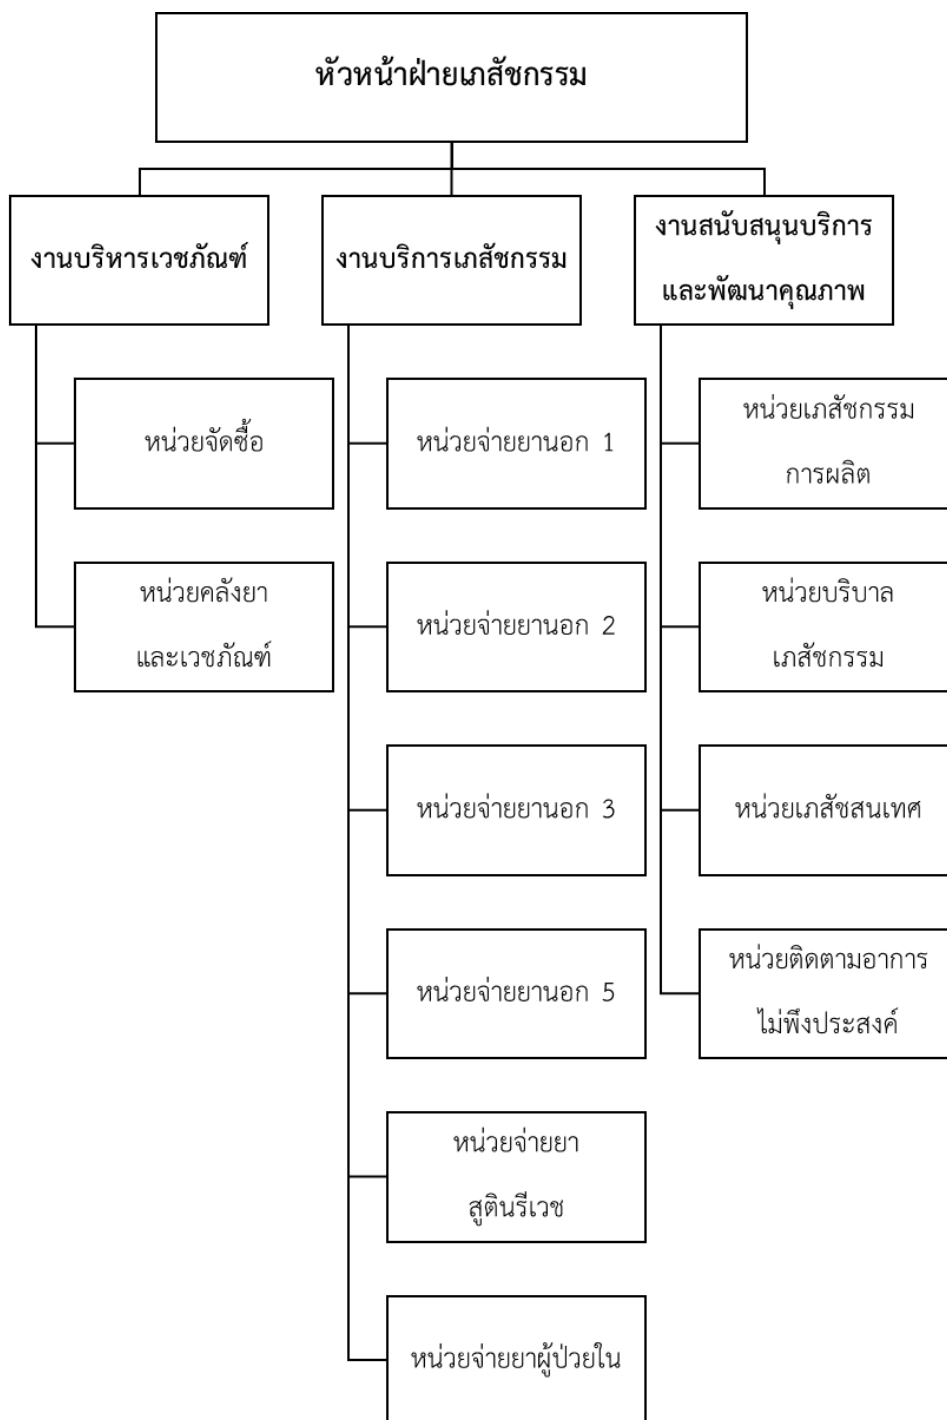 หัวหน้าฝ่ายเภสัชกรรม
งานบริหารเวชภัณฑ์
หน่วยจัดซื้อ
หน่วยคลังยา
และเวชภัณฑ์
งานบริการเภสัชกรรม
หน่วยจ่ายยานอก 1
หน่วยจ่ายยานอก 2
หน่วยจ่ายยานอก 3
หน่วยจ่ายยานอก 5
หน่วยจ่ายยา
สูตินรีเวช
หน่วยจ่ายยาผู้ป่วยใน
งานสนับสนุนบริการ
และพัฒนาคุณภาพ
หน่วยเภสัชกรรม
การผลิต
หน่วยบริบาล
เภสัชกรรม
หน่วยเภสัชสนเทศ
หน่วยติดตามอาการ
ไม่พึงประสงค์